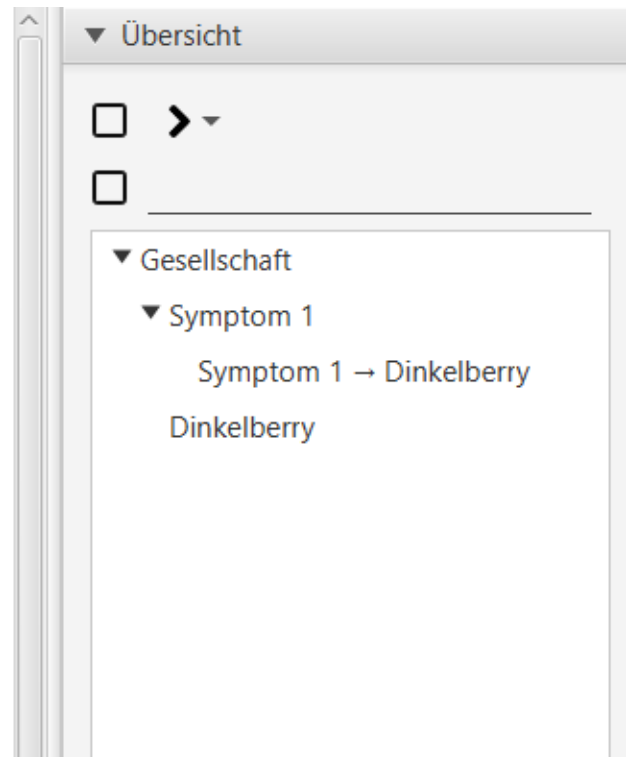 Übersicht
Gesellschaft
Symptom 1
Symptom 1 → Dinkelberry
Dinkelberry